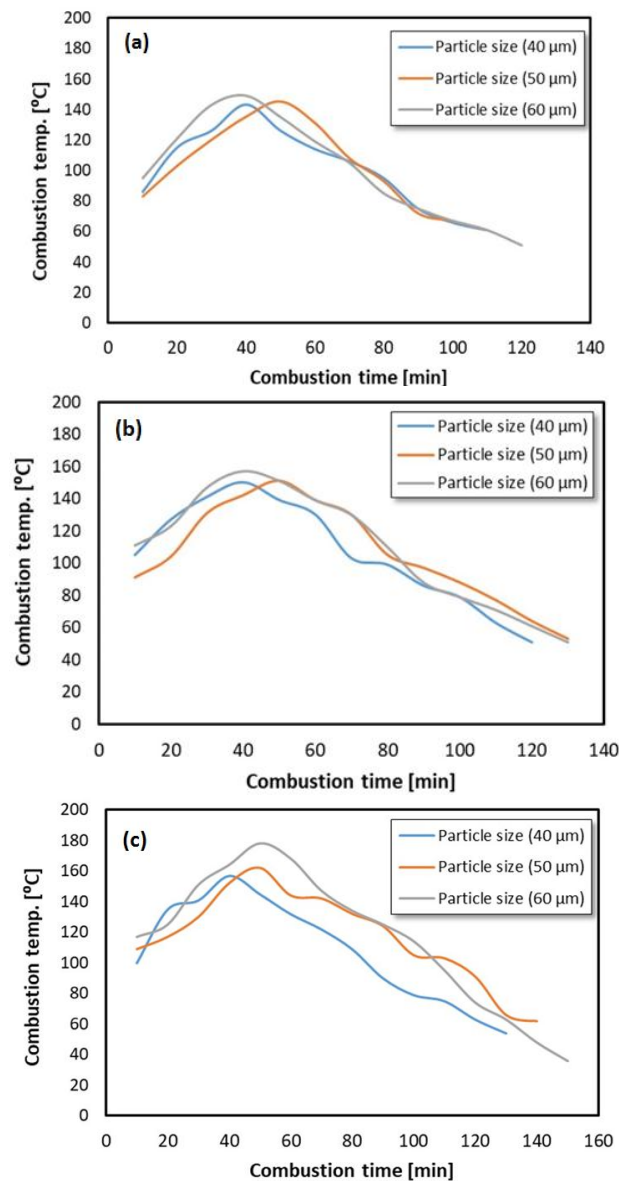 (a)
Particle size (40 µm)
Particle size (50 µm)
Particle size (60 µm)
Combustion temp. [⁰C]
200
180
160
140
120
100
80
60
40
20
0
0 20 40 60 80 100 120 140
Combustion time [min]
(b)
Particle size (40 µm)
Particle size (50 µm)
Particle size (60 µm)
Combustion temp. [⁰C]
200
180
160
140
120
100
80
60
40
20
0
0 20 40 60 80 100 120 140
Combustion time [min]
(c)
Particle size (40 µm)
Particle size (50 µm)
Particle size (60 µm)
Combustion temp. [⁰C]
200
180
160
140
120
100
80
60
40
20
0
0 20 40 60 80 100 120 140 160
Combustion time [min]